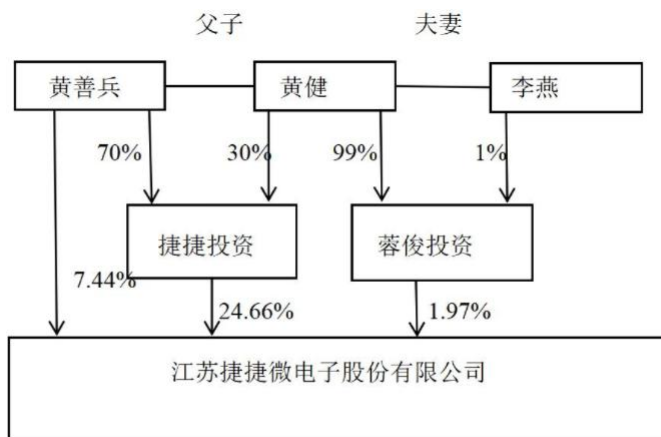 父子 夫妻
黄善兵 黄健 李燕
70% 30% 99% 1%
捷捷投资 蓉俊投资
7.44%
24.66% 1.97%
江苏捷捷微电子股份有限公司